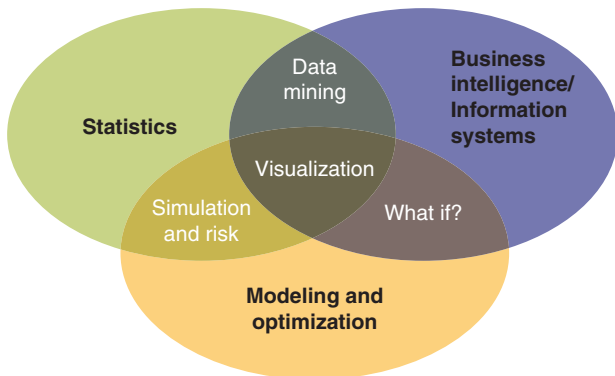 Data
mining
Business
intelligence/
Information
systems
Statistics
Visualization
Simulation
and risk
What if?
Modeling and
optimization